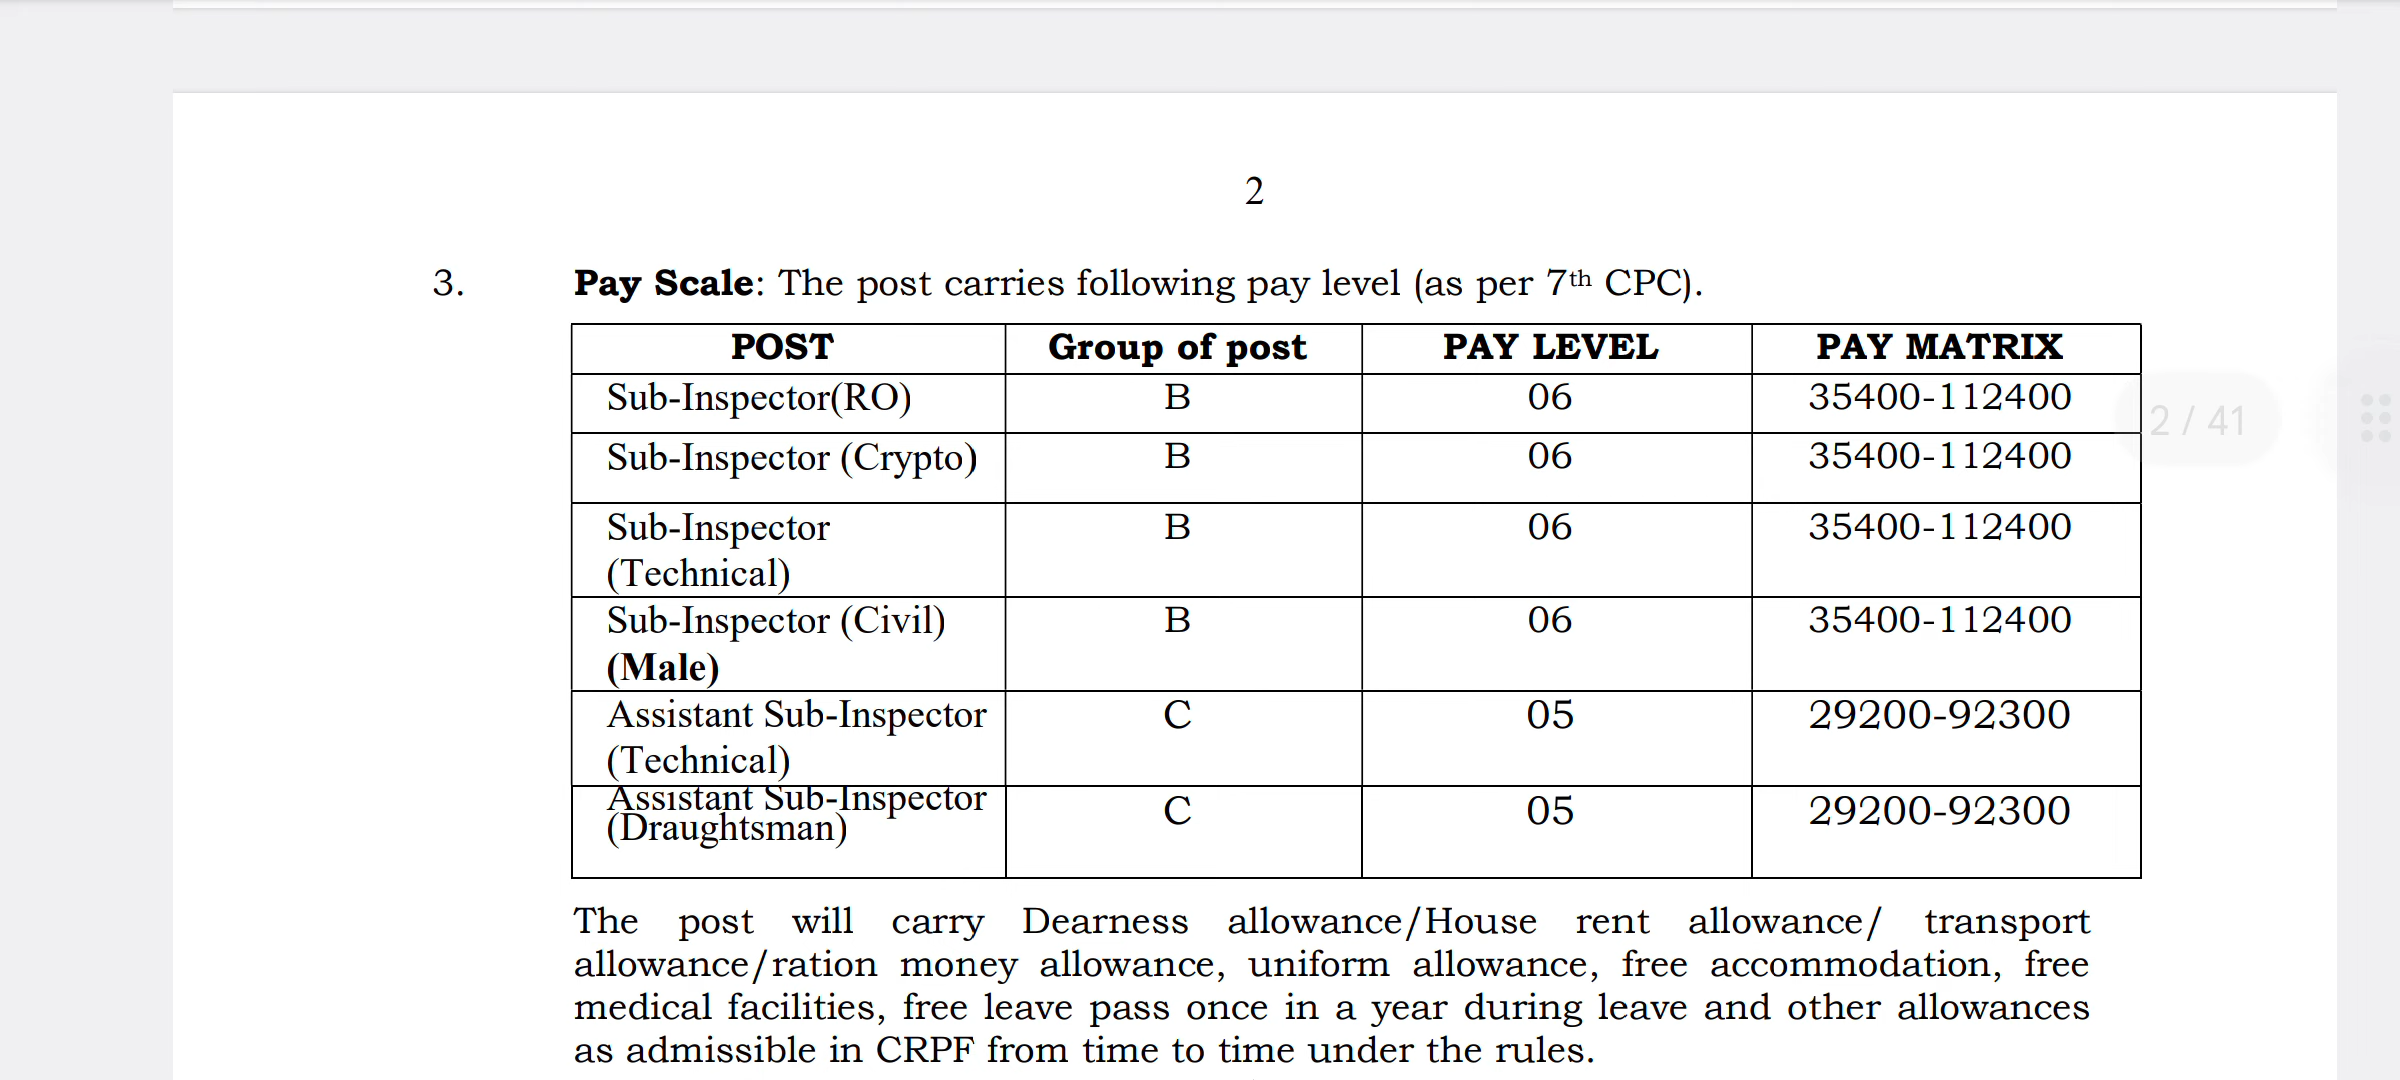 2
3. Pay Scale: The post carries following pay level (as per 7th CPC).
POST Group of post PAY LEVEL PAY MATRIX
Sub-Inspector(RO) B 06 35400-112400
2 / 41
Sub-Inspector (Crypto) B 06 35400-112400
Sub-Inspector B 06 35400-112400
(Technical)
Sub-Inspector (Civil) B 06 35400-112400
(Male)
Assistant Sub-Inspector C 05 29200-92300
(Technical)
Assistant Sub-Inspector C 05 29200-92300
(Draughtsman)
The post will carry Dearness allowance/House rent allowance/ transport
allowance/ration money allowance, uniform allowance, free accommodation, free
medical facilities, free leave pass once in a year during leave and other allowances
as admissible in CRPF from time to time under the rules.